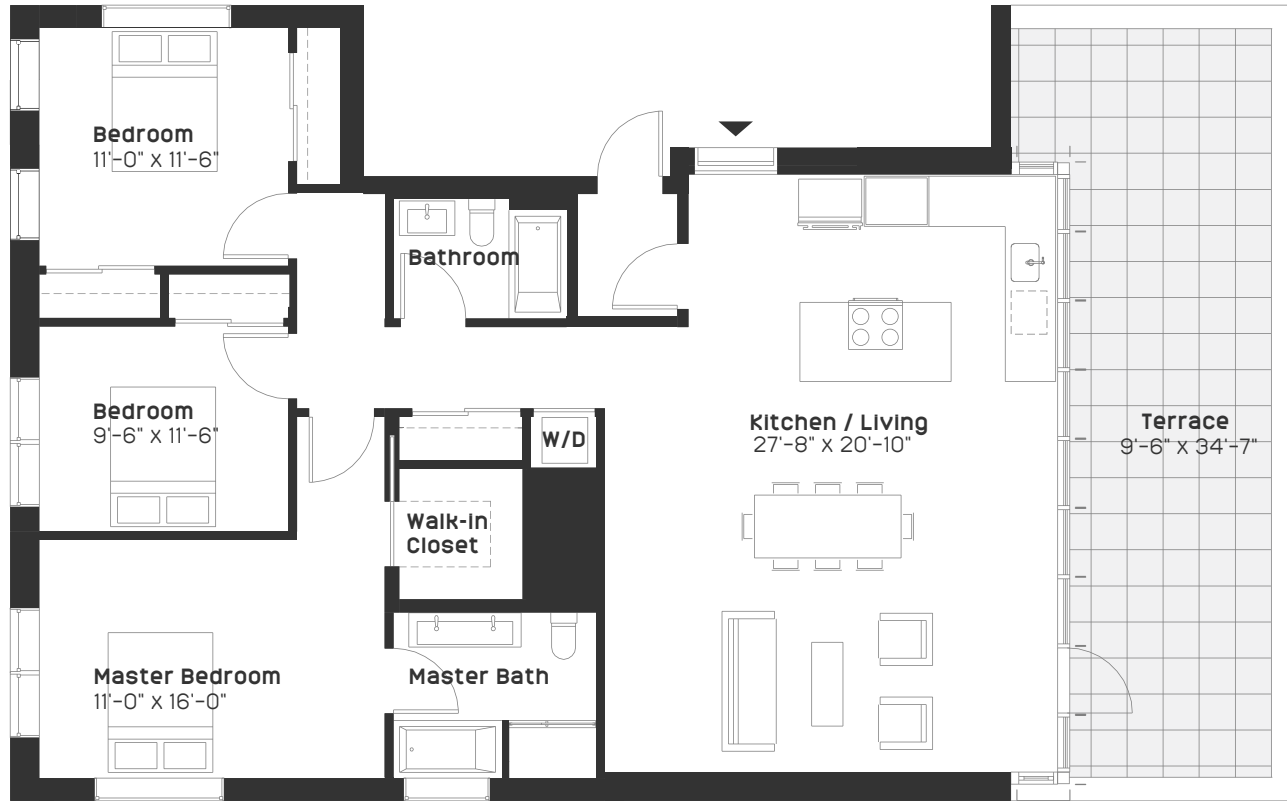 Bedroom
11'-0" X 11'-6"
Bathroom
Bedroom
9'-6" X 11'-6"
W/D
Kitchen / Living
27'-8" X 20'-10"
Terrace
9'-6" X 34'-7"
Walk-in
Closet
Master Bedroom
11'-0" X 16'-0"
Master Bath